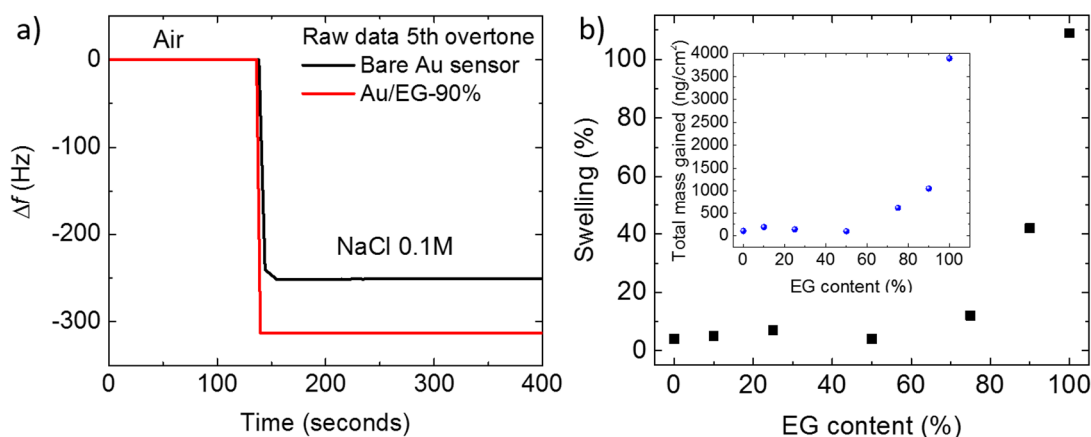 a)
Air
Raw data 5th overtone
Bare Au sensor
Au/EG-90%
NaCl 0.1M
0
-100
-200
-300
Δf (Hz)
0
100
200
300
400
Time (seconds)
b)
100
80
60
40
20
0
Swelling (%)
0
20
40
60
80
100
EG content (%)
4000
3500
3000
2500
2000
1500
1000
500
0
Total mass gained (ng/cm²)
0
20
40
60
80
100
EG content (%)